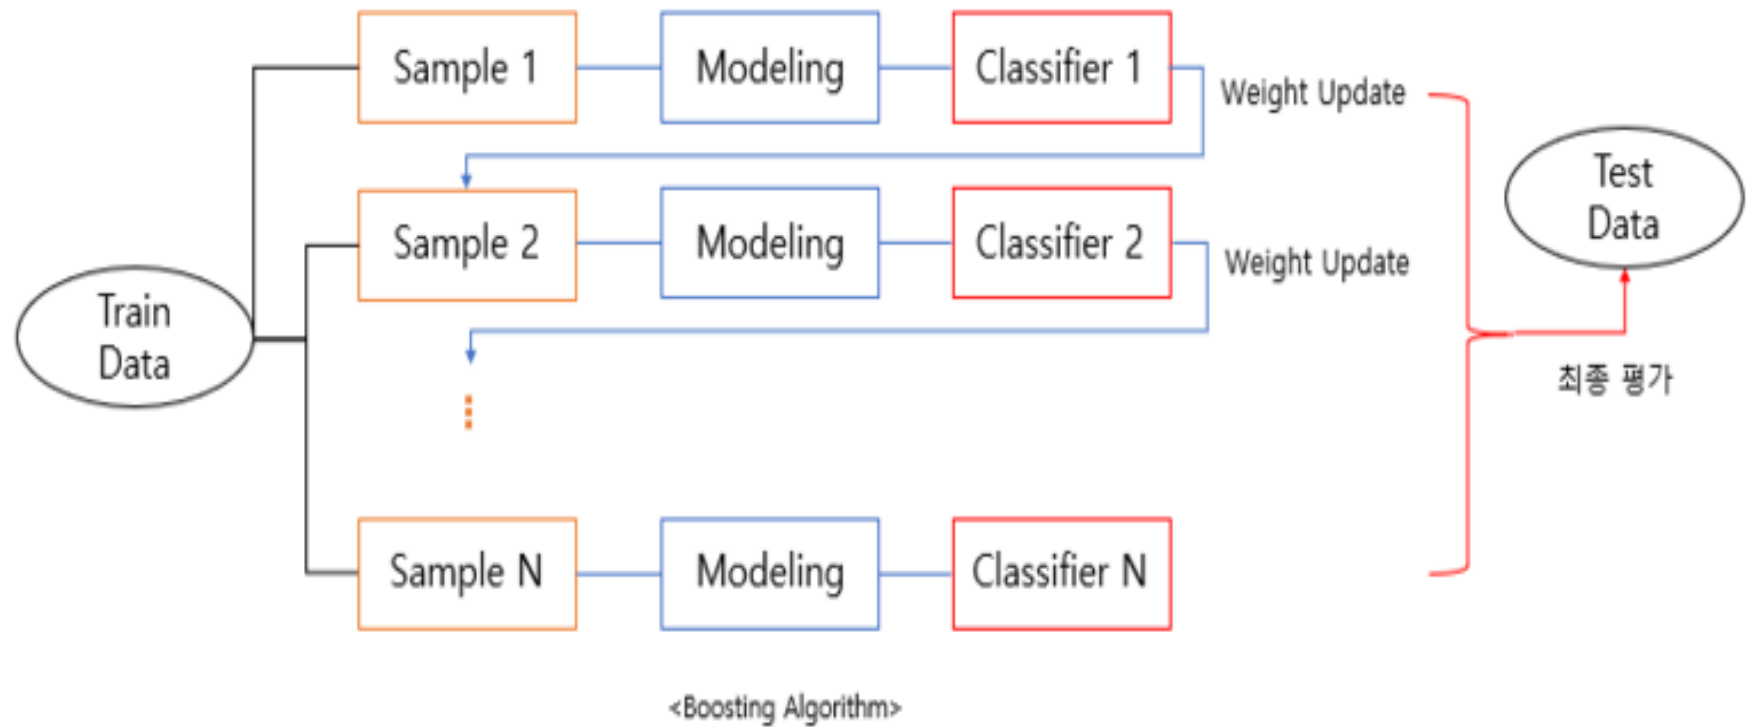 Sample 1
Modeling
Classifier 1
Weight Update
Test
Data
Sample 2
Modeling
Classifier 2
Weight Update
Train
Data
최종 평가
Sample N
Modeling
Classifier N
<Boosting Algorithm>